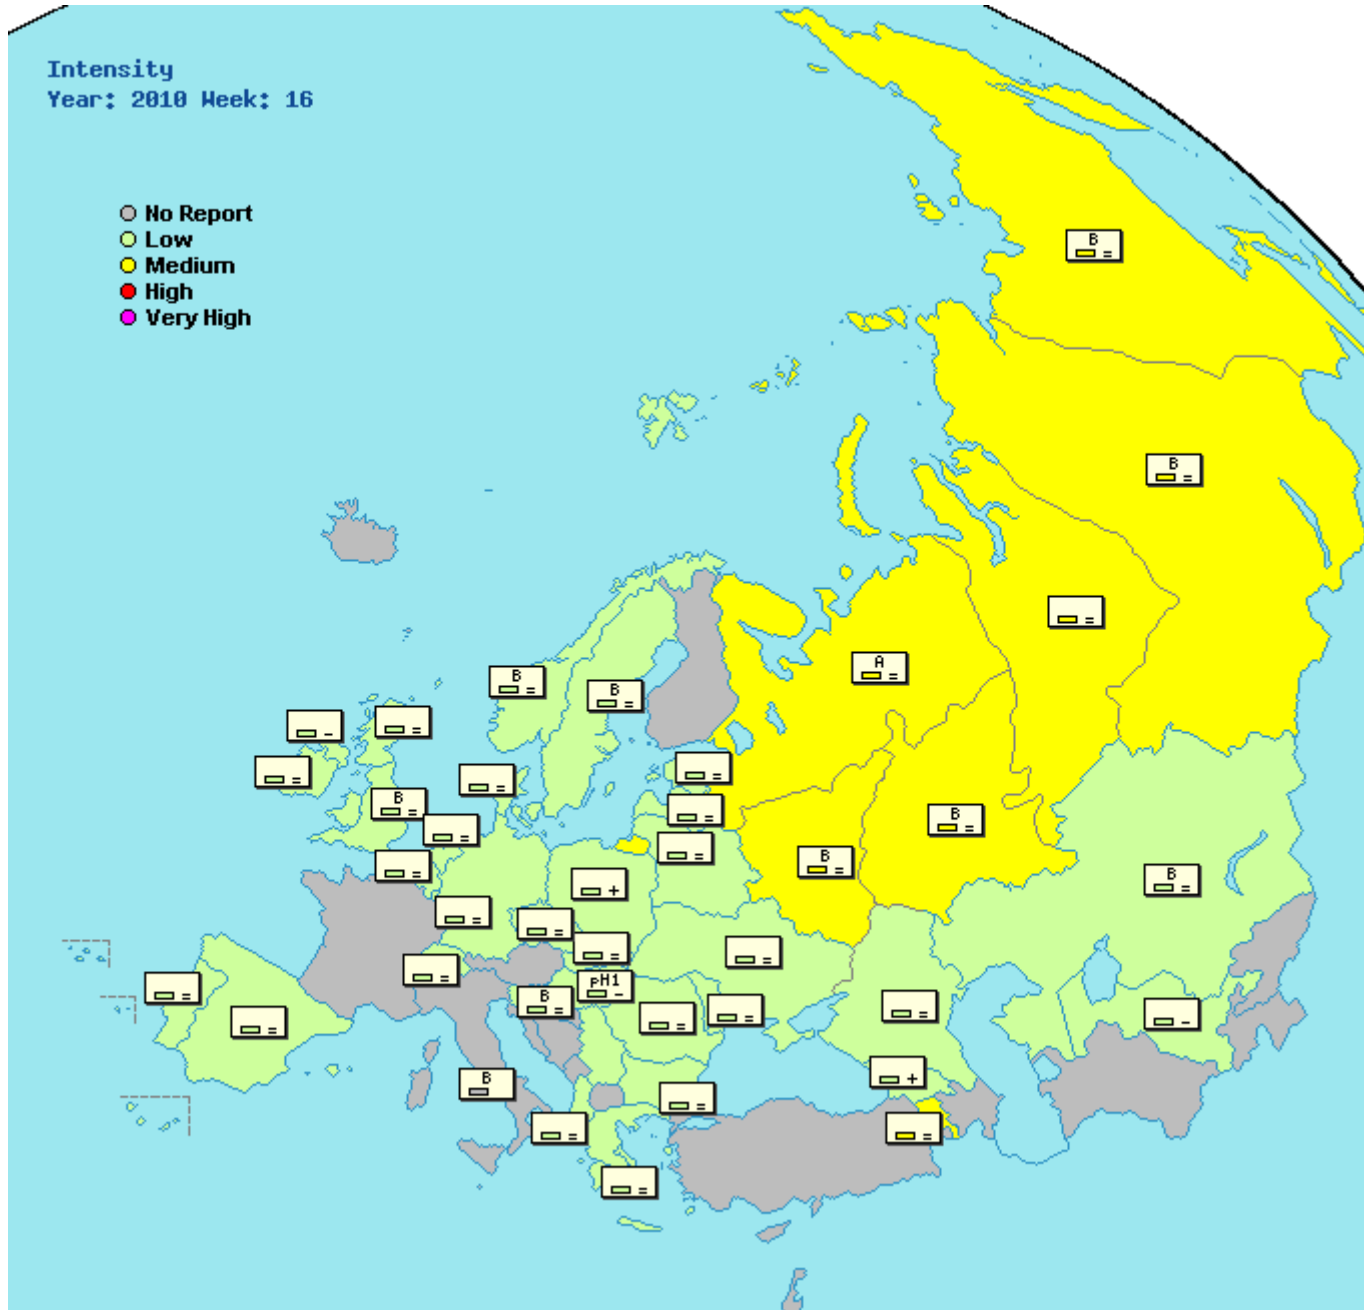 Intensity
Year: 2010 Week: 16
No Report
Low
Medium
High
Very High
B
=
B
=
=
A
=
B
=
B
=
-
=
=
B
=
=
=
B
=
=
=
=
B
=
=
+
B
=
=
=
=
=
=
=
pH1
-
=
=
B
=
=
=
=
-
+
B
=
=
=
=